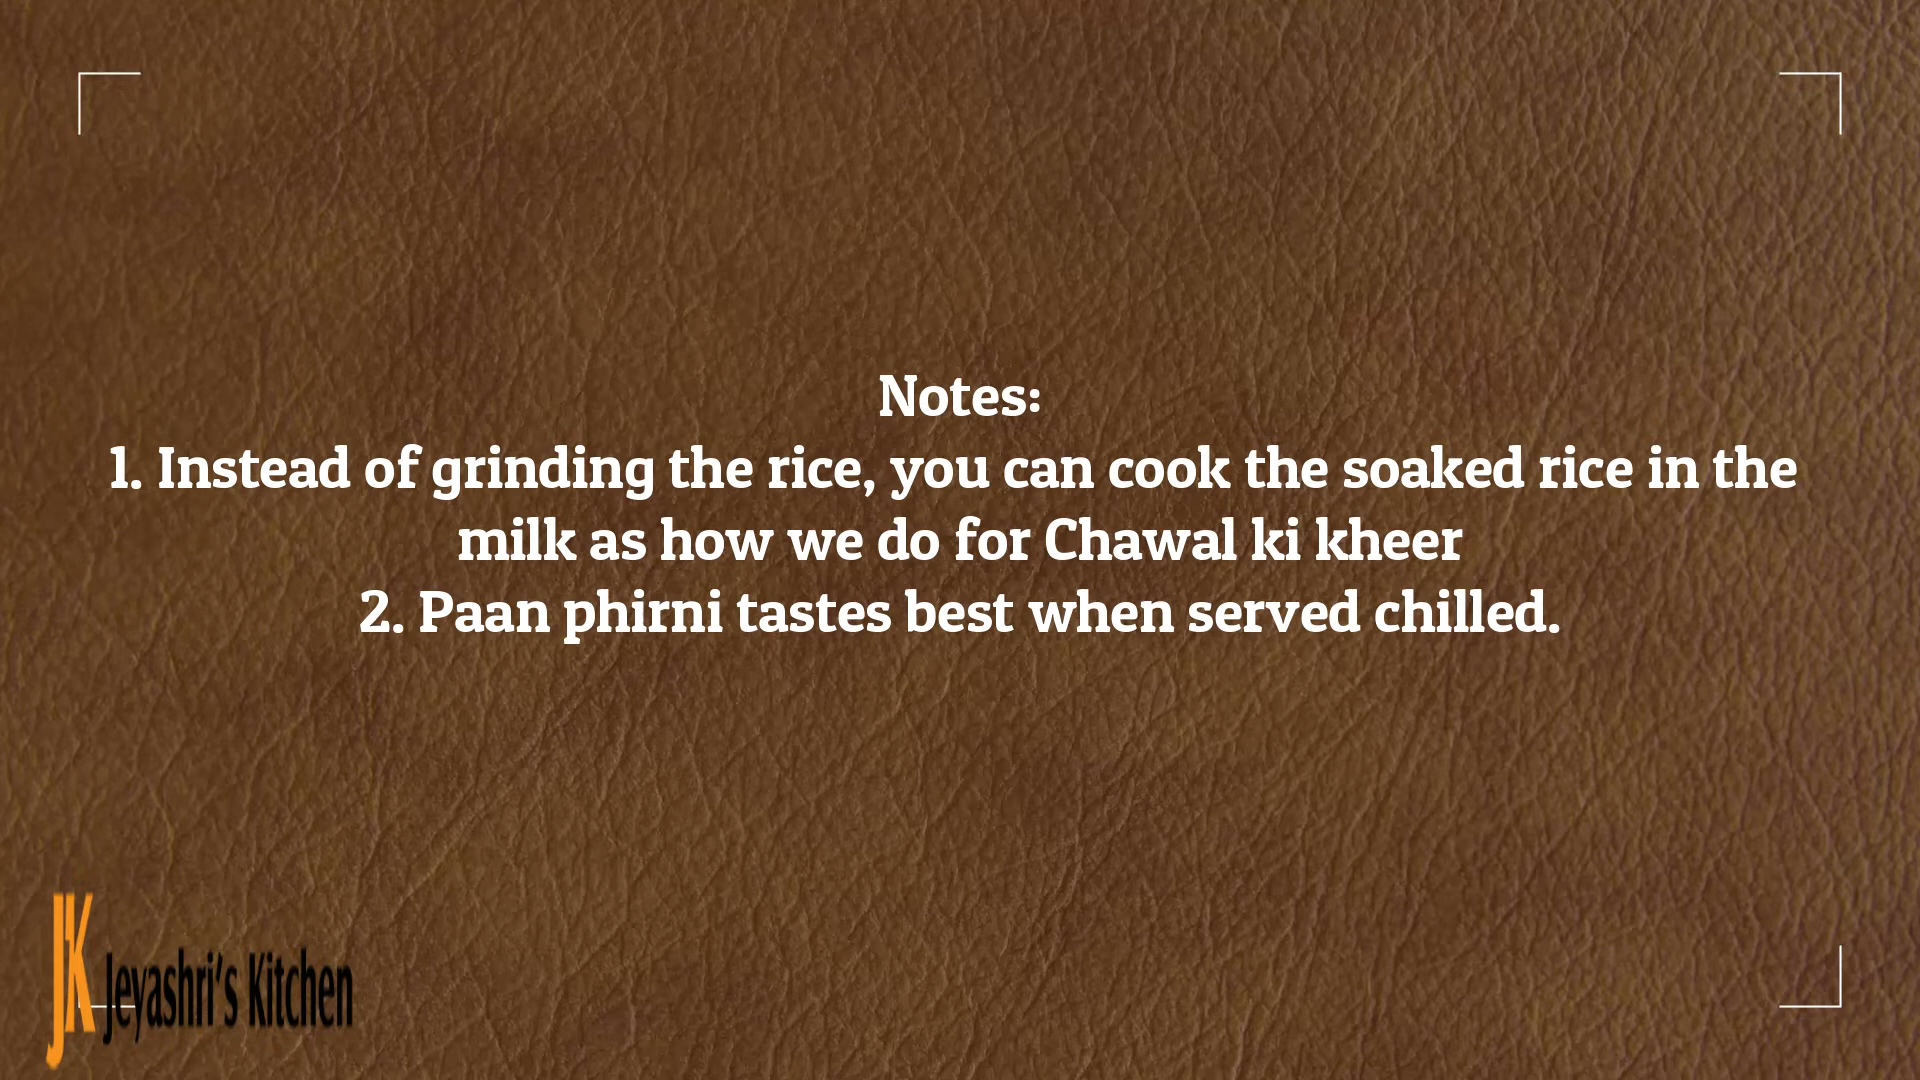 Notes:
1. Instead of grinding the rice, you can cook the soaked rice in the
milk as how we do for Chawal ki kheer
2. Paan phirni tastes best when served chilled.
JK Jeyashri's Kitchen